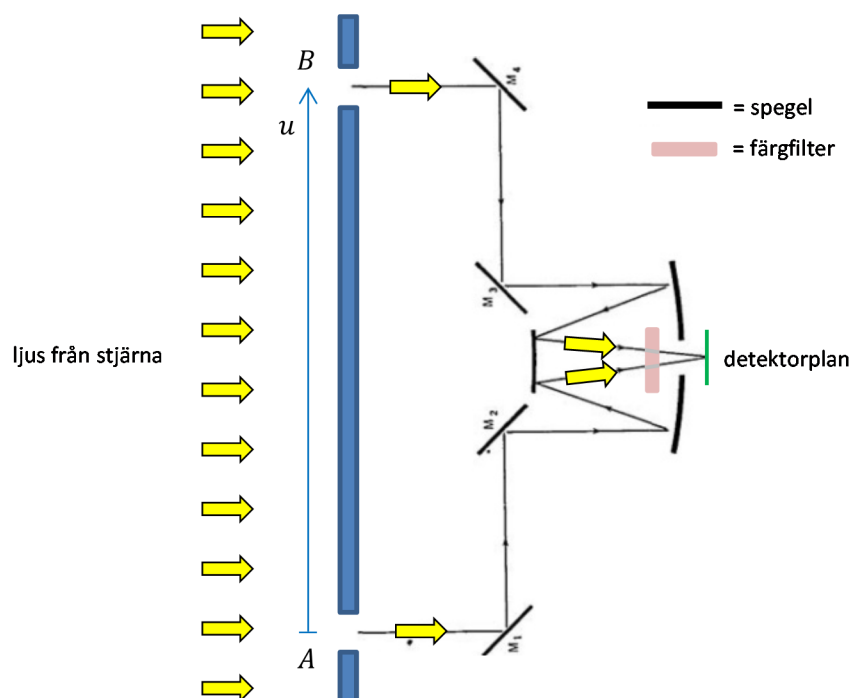 B
M₄
u
= spegel
= färgfilter
M₃
ljus från stjärna
detektorplan
M₂
A
M₁